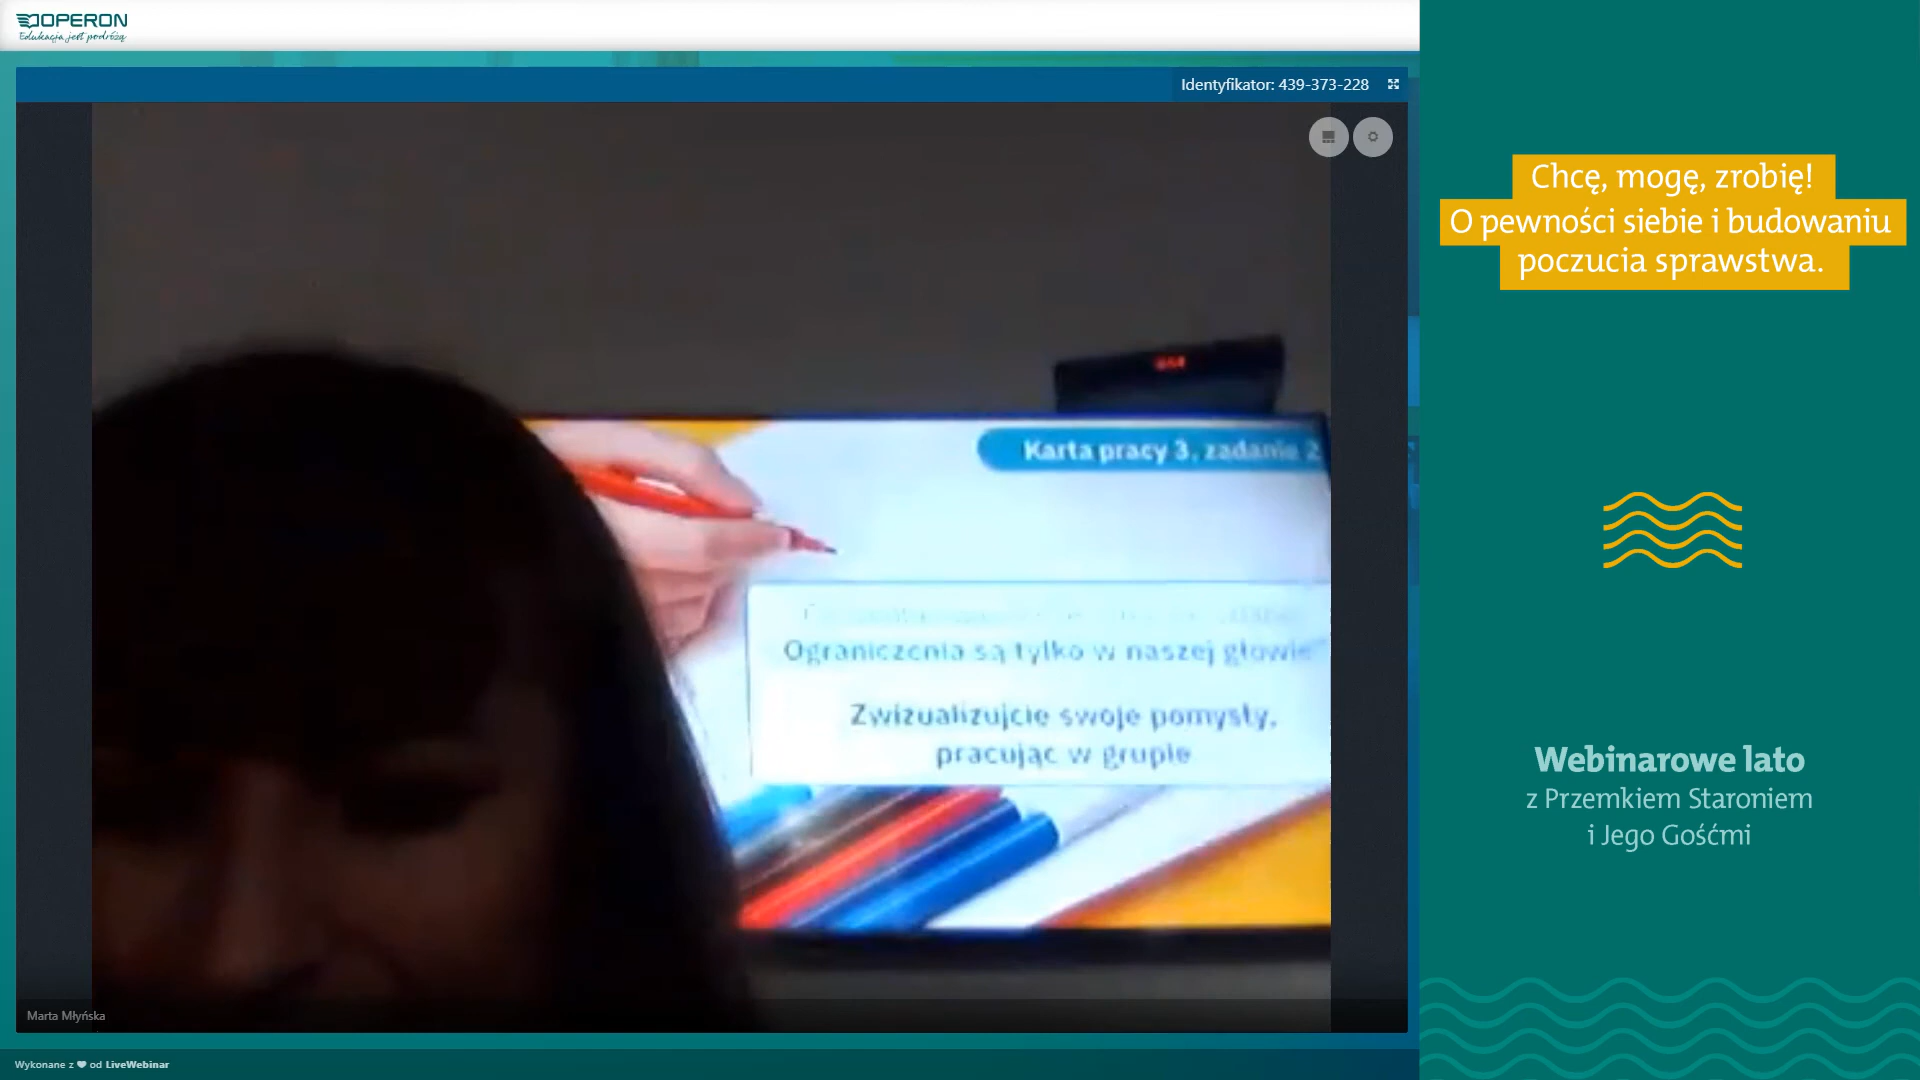 OPERON
Edukacja jest podróżą
Identyfikator: 439-373-228
Chcę, mogę, zrobię!
O pewności siebie i budowaniu
poczucia sprawstwa.
Karta pracy 3, zadanie 2
Ograniczenia są tylko w naszej głowie"
Zwizualizujcie swoje pomysły,
pracując w grupie
Webinarowe lato
z Przemkiem Staroniem
i Jego Gośćmi
Marta Młyńska
Wykonane z ❤ od LiveWebinar